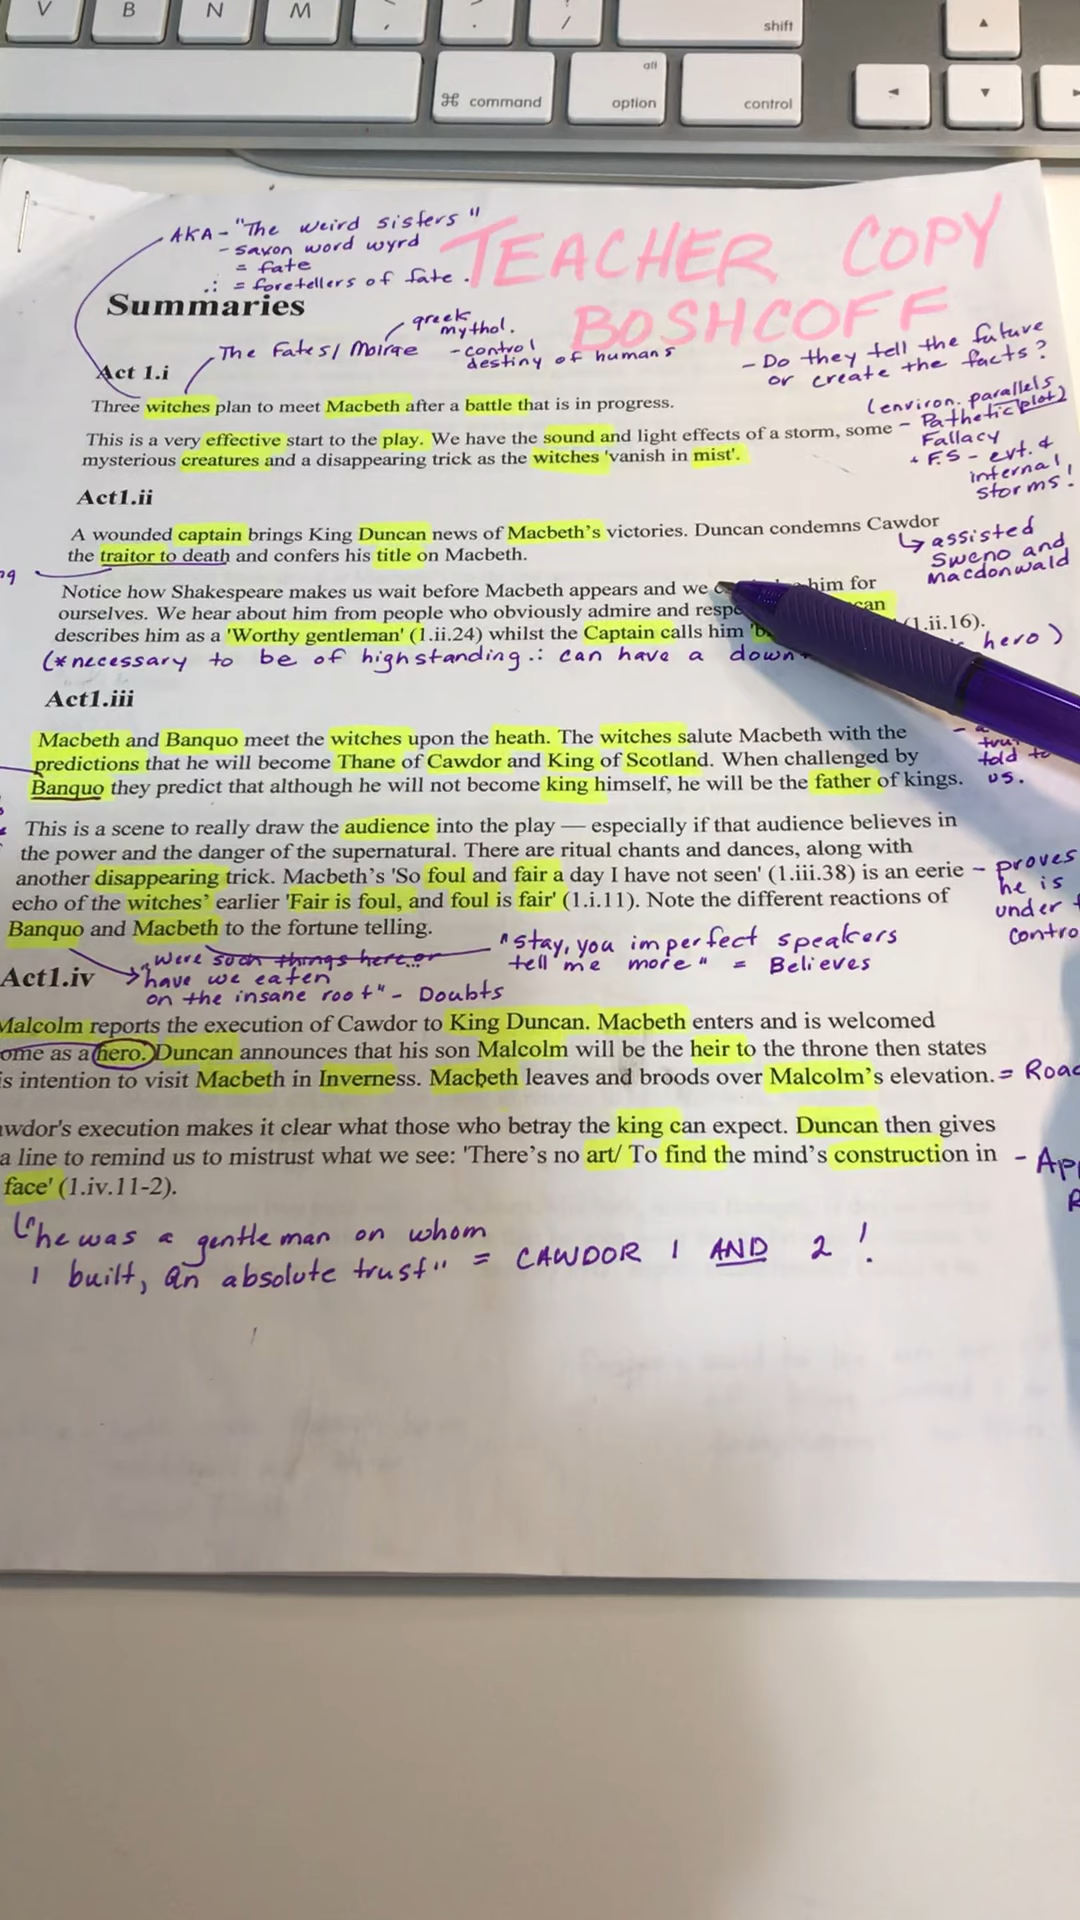 V B N M , . / shift
⌘ command alt option control
AKA - "The weird sisters"
- saxon word wyrd
= fate
∴ = foretellers of fate.
TEACHER COPY
BOSHCOFF
Summaries
greek mythol.
The Fates/ Moirae - control destiny of humans
- Do they tell the future
or create the facts?
Act 1.i
Three witches plan to meet Macbeth after a battle that is in progress.
(environ. parallels plot)
This is a very effective start to the play. We have the sound and light effects of a storm, some
mysterious creatures and a disappearing trick as the witches 'vanish in mist'.
- Pathetic
Fallacy
+ F.S - ext. &
internal
storms!
Act1.ii
A wounded captain brings King Duncan news of Macbeth's victories. Duncan condemns Cawdor
the traitor to death and confers his title on Macbeth.
assisted
Sweno and
Macdonwald
Notice how Shakespeare makes us wait before Macbeth appears and we him for
ourselves. We hear about him from people who obviously admire and
describes him as a 'Worthy gentleman' (1.ii.24) whilst the Captain calls him (1.ii.16).
(*necessary to be of high standing ∴ can have a down hero)
Act1.iii
Macbeth and Banquo meet the witches upon the heath. The witches salute Macbeth with the
predictions that he will become Thane of Cawdor and King of Scotland. When challenged by
Banquo they predict that although he will not become king himself, he will be the father of kings.
told to
us.
This is a scene to really draw the audience into the play — especially if that audience believes in
the power and the danger of the supernatural. There are ritual chants and dances, along with
another disappearing trick. Macbeth's 'So foul and fair a day I have not seen' (1.iii.38) is an eerie
echo of the witches' earlier 'Fair is foul, and foul is fair' (1.i.11). Note the different reactions of
Banquo and Macbeth to the fortune telling.
- proves
he is
under
"Stay, you imperfect speakers
tell me more" = Believes
"Were such things here... or
have we eaten
on the insane root" - Doubts
Act1.iv
Malcolm reports the execution of Cawdor to King Duncan. Macbeth enters and is welcomed
ome as a hero. Duncan announces that his son Malcolm will be the heir to the throne then states
is intention to visit Macbeth in Inverness. Macbeth leaves and broods over Malcolm's elevation. =
awdor's execution makes it clear what those who betray the king can expect. Duncan then gives
a line to remind us to mistrust what we see: 'There's no art/ To find the mind's construction in
face' (1.iv.11-2).
"he was a gentleman on whom
I built, an absolute trust" = CAWDOR 1 AND 2!